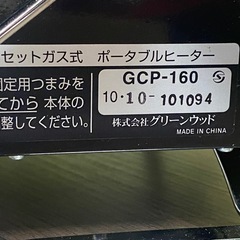 セットガス式 ポータブルヒーター
固定用つまみを
てから 本体の
整してください。
GCP-160
10・10-101094
株式会社グリーンウッド
MADE IN CHINA